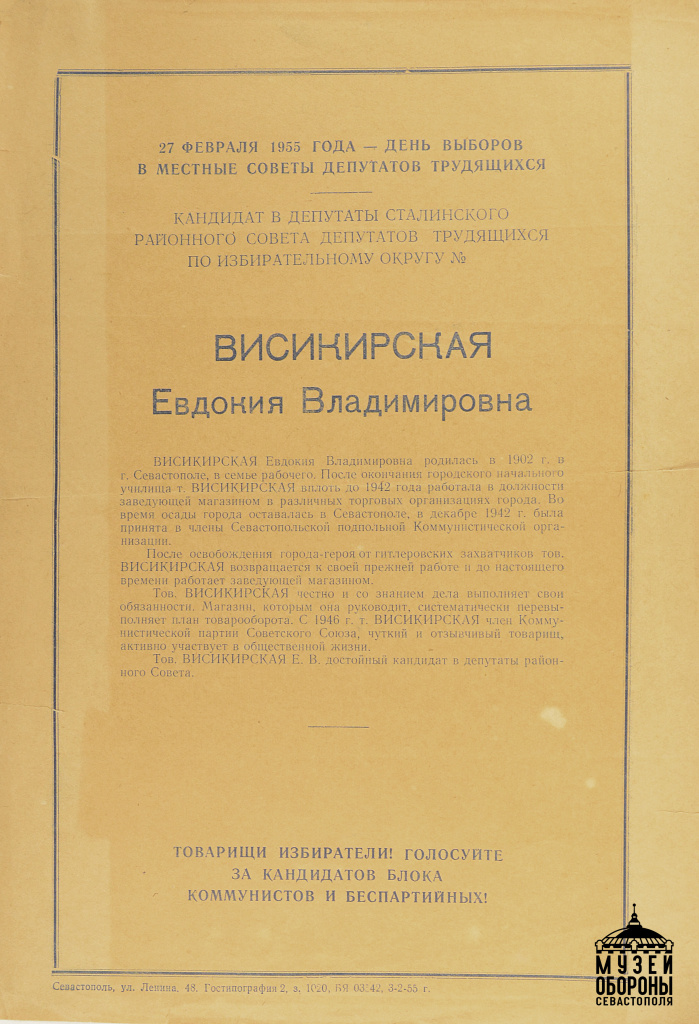 27 ФЕВРАЛЯ 1955 ГОДА — ДЕНЬ ВЫБОРОВ
В МЕСТНЫЕ СОВЕТЫ ДЕПУТАТОВ ТРУДЯЩИХСЯ
КАНДИДАТ В ДЕПУТАТЫ СТАЛИНСКОГО
РАЙОННОГО СОВЕТА ДЕПУТАТОВ ТРУДЯЩИХСЯ
ПО ИЗБИРАТЕЛЬНОМУ ОКРУГУ №
ВИСИКИРСКАЯ
Евдокия Владимировна
ВИСИКИРСКАЯ Евдокия Владимировна родилась в 1902 г. в
г. Севастополе, в семье рабочего. После окончания городского начального
училища т. ВИСИКИРСКАЯ вплоть до 1942 года работала в должности
заведующей магазином в различных торговых организациях города. Во
время осады города оставалась в Севастополе, в декабре 1942 г. была
принята в члены Севастопольской подпольной Коммунистической орга-
низации.
После освобождения города-героя от гитлеровских захватчиков тов.
ВИСИКИРСКАЯ возвращается к своей прежней работе и до настоящего
времени работает заведующей магазином.
Тов. ВИСИКИРСКАЯ честно и со знанием дела выполняет свои
обязанности. Магазин, которым она руководит, систематически перевы-
полняет план товарооборота. С 1946 г. т. ВИСИКИРСКАЯ член Комму-
нистической партии Советского Союза, чуткий и отзывчивый товарищ,
активно участвует в общественной жизни.
Тов. ВИСИКИРСКАЯ Е. В. достойный кандидат в депутаты район-
ного Совета.
ТОВАРИЩИ ИЗБИРАТЕЛИ! ГОЛОСУЙТЕ
ЗА КАНДИДАТОВ БЛОКА
КОММУНИСТОВ И БЕСПАРТИЙНЫХ!
Севастополь, ул. Ленина, 48, Гостипография 2, з. 1020, БЯ 3-2-55 г.
МУЗЕЙ
ОБОРОНЫ
СЕВАСТОПОЛЯ